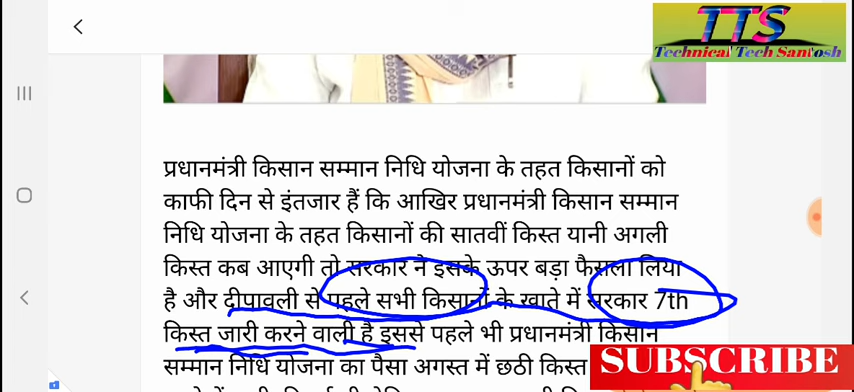 TTS
Technical Tech Santosh
प्रधानमंत्री किसान सम्मान निधि योजना के तहत किसानों को
काफी दिन से इंतजार हैं कि आखिर प्रधानमंत्री किसान सम्मान
निधि योजना के तहत किसानों की सातवीं किस्त यानी अगली
किस्त कब आएगी तो सरकार ने इसके ऊपर बड़ा फैसला लिया
है और दीपावली से पहले सभी किसानों के खाते में सरकार 7th
किस्त जारी करने वाली है इससे पहले भी प्रधानमंत्री किसान
सम्मान निधि योजना का पैसा अगस्त में छठी किस्त
SUBSCRIBE